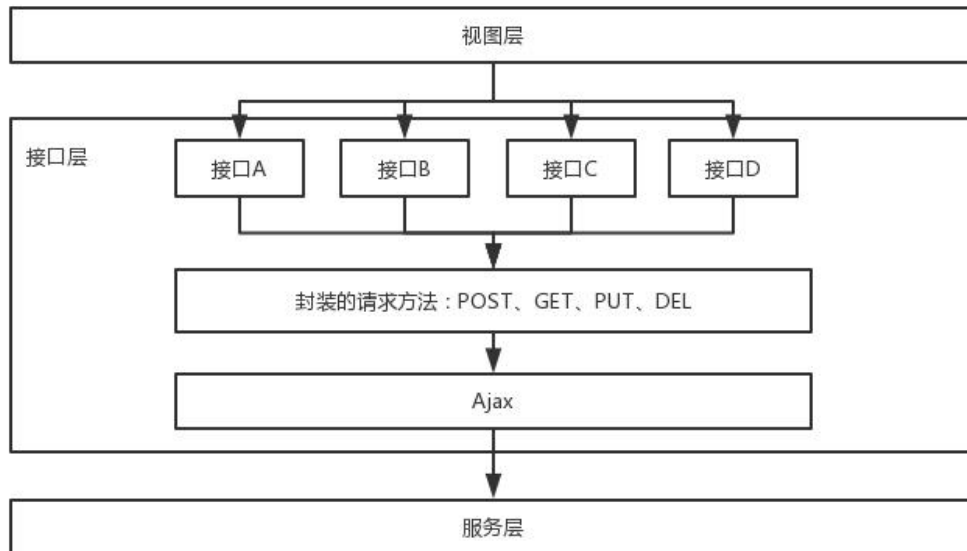 视图层
接口层
接口A
接口B
接口C
接口D
封装的请求方法：POST、GET、PUT、DEL
Ajax
服务层